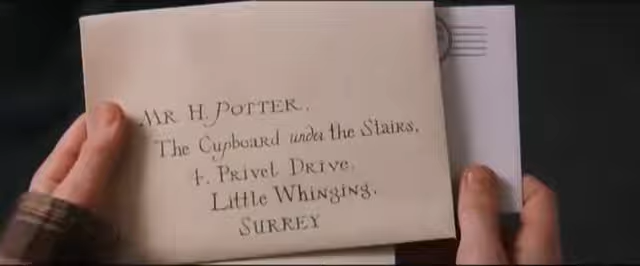 Mr H. Potter,
The Cupboard under the Stairs,
4, Privet Drive,
Little Whinging,
SURREY